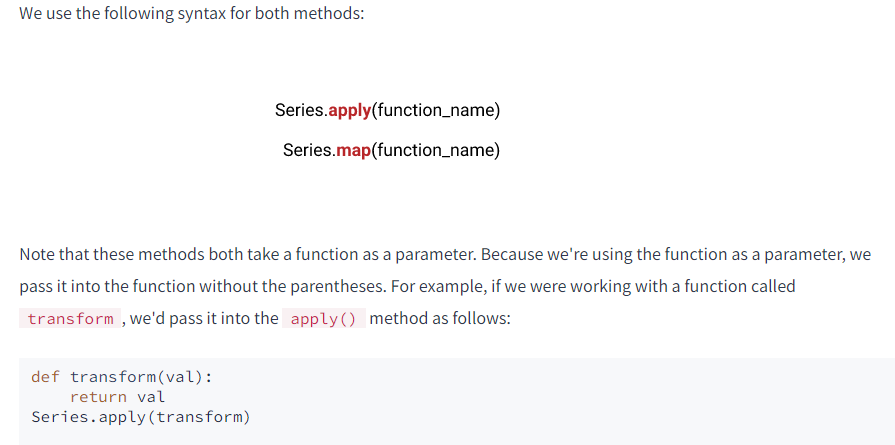 We use the following syntax for both methods:
Series.apply(function_name)
Series.map(function_name)
Note that these methods both take a function as a parameter. Because we're using the function as a parameter, we
pass it into the function without the parentheses. For example, if we were working with a function called
transform , we'd pass it into the apply() method as follows:
def transform(val):
    return val
Series.apply(transform)